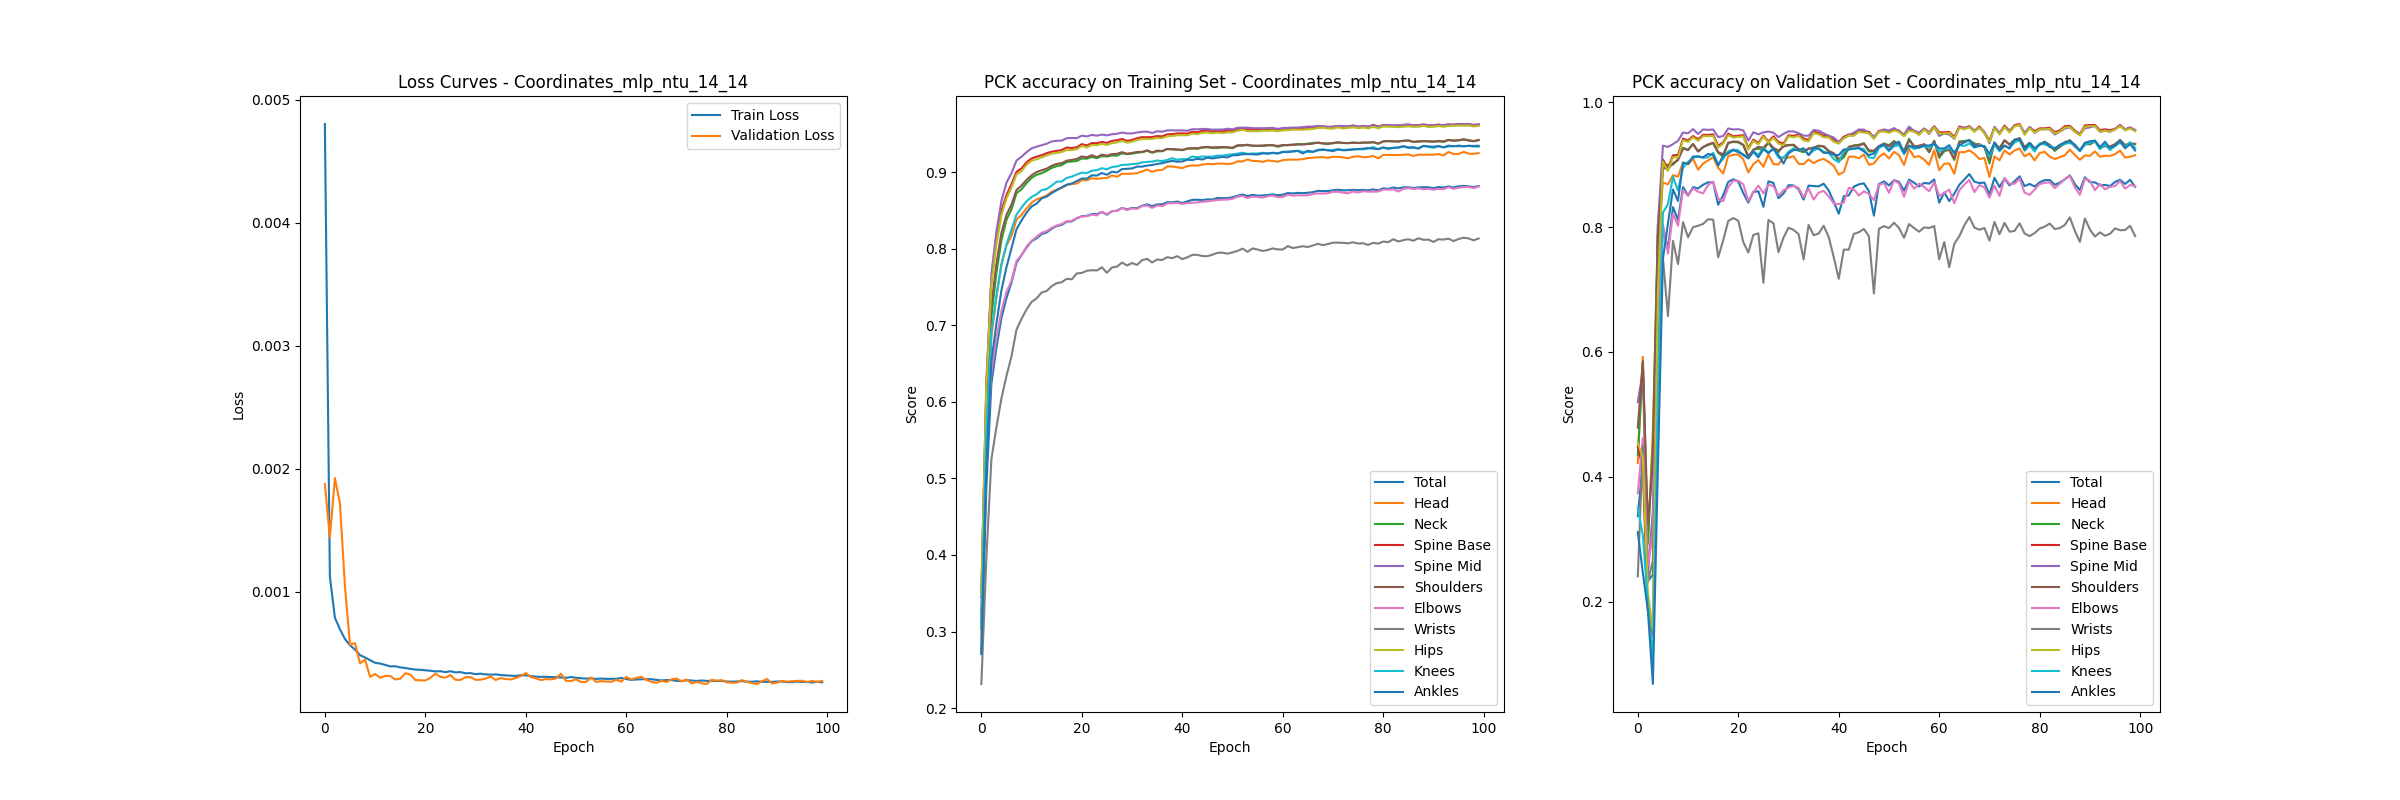 Loss Curves - Coordinates_mlp_ntu_14_14
0.005
0.004
0.003
0.002
0.001
Loss
0
20
40
60
80
100
Epoch
Train Loss
Validation Loss
PCK accuracy on Training Set - Coordinates_mlp_ntu_14_14
0.9
0.8
0.7
0.6
0.5
0.4
0.3
0.2
Score
0
20
40
60
80
100
Epoch
Total
Head
Neck
Spine Base
Spine Mid
Shoulders
Elbows
Wrists
Hips
Knees
Ankles
PCK accuracy on Validation Set - Coordinates_mlp_ntu_14_14
1.0
0.8
0.6
0.4
0.2
Score
0
20
40
60
80
100
Epoch
Total
Head
Neck
Spine Base
Spine Mid
Shoulders
Elbows
Wrists
Hips
Knees
Ankles